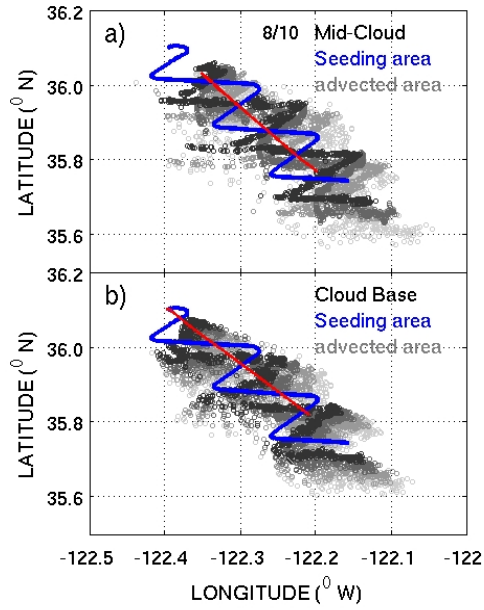 36.2
a)
8/10 Mid-Cloud
Seeding area
advected area
36.0
35.8
35.6
LATITUDE (⁰ N)
36.2
b)
Cloud Base
Seeding area
advected area
36.0
35.8
35.6
LATITUDE (⁰ N)
-122.5 -122.4 -122.3 -122.2 -122.1 -122
LONGITUDE (⁰ W)